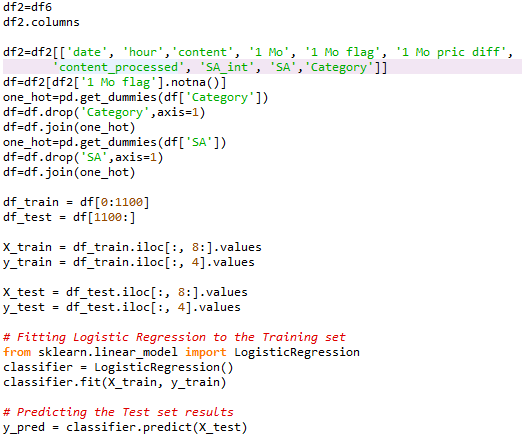 df2=df6
df2.columns
df2=df2[['date', 'hour','content', '1 Mo', '1 Mo flag', '1 Mo pric diff',
'content_processed', 'SA_int', 'SA','Category']]
df=df2[df2['1 Mo flag'].notna()]
one_hot=pd.get_dummies(df['Category'])
df=df.drop('Category',axis=1)
df=df.join(one_hot)
one_hot=pd.get_dummies(df['SA'])
df=df.drop('SA',axis=1)
df=df.join(one_hot)
df_train = df[0:1100]
df_test = df[1100:]
X_train = df_train.iloc[:, 8:].values
y_train = df_train.iloc[:, 4].values
X_test = df_test.iloc[:, 8:].values
y_test = df_test.iloc[:, 4].values
# Fitting Logistic Regression to the Training set
from sklearn.linear_model import LogisticRegression
classifier = LogisticRegression()
classifier.fit(X_train, y_train)
# Predicting the Test set results
y_pred = classifier.predict(X_test)